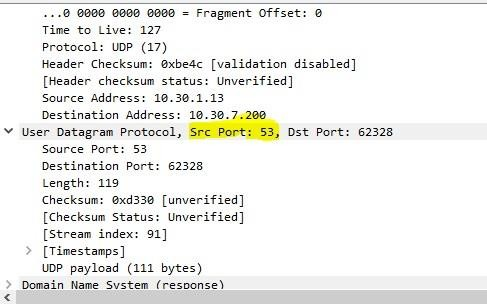 ...0 0000 0000 0000 = Fragment Offset: 0
Time to Live: 127
Protocol: UDP (17)
Header Checksum: 0xbe4c [validation disabled]
[Header checksum status: Unverified]
Source Address: 10.30.1.13
Destination Address: 10.30.7.200
User Datagram Protocol, Src Port: 53, Dst Port: 62328
Source Port: 53
Destination Port: 62328
Length: 119
Checksum: 0xd330 [unverified]
[Checksum Status: Unverified]
[Stream index: 91]
[Timestamps]
UDP payload (111 bytes)
Domain Name System (response)